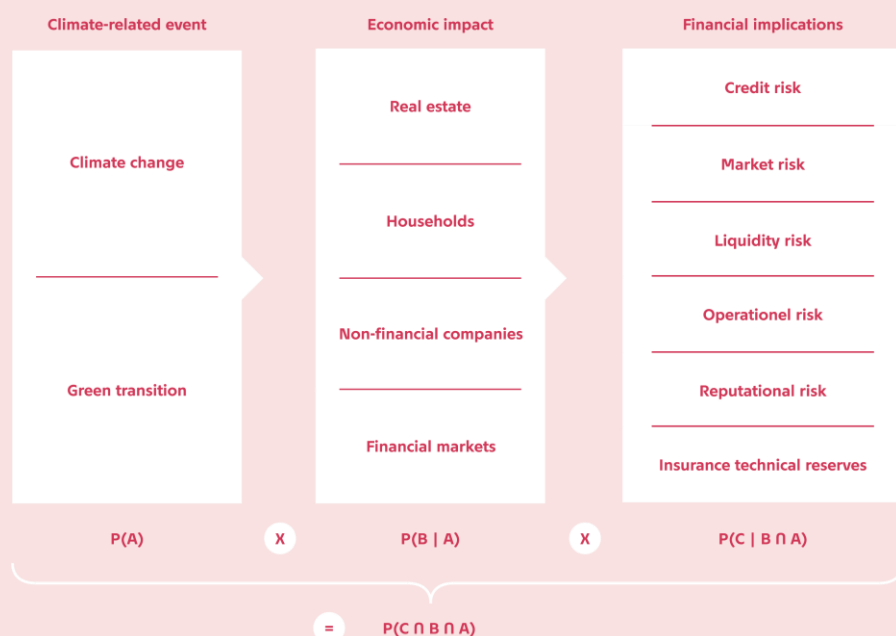 Climate-related event
Economic impact
Financial implications
Climate change
Green transition
Real estate
Households
Non-financial companies
Financial markets
Credit risk
Market risk
Liquidity risk
Operationel risk
Reputational risk
Insurance technical reserves
P(A)
X
P(B | A)
X
P(C | B ∩ A)
=
P(C ∩ B ∩ A)